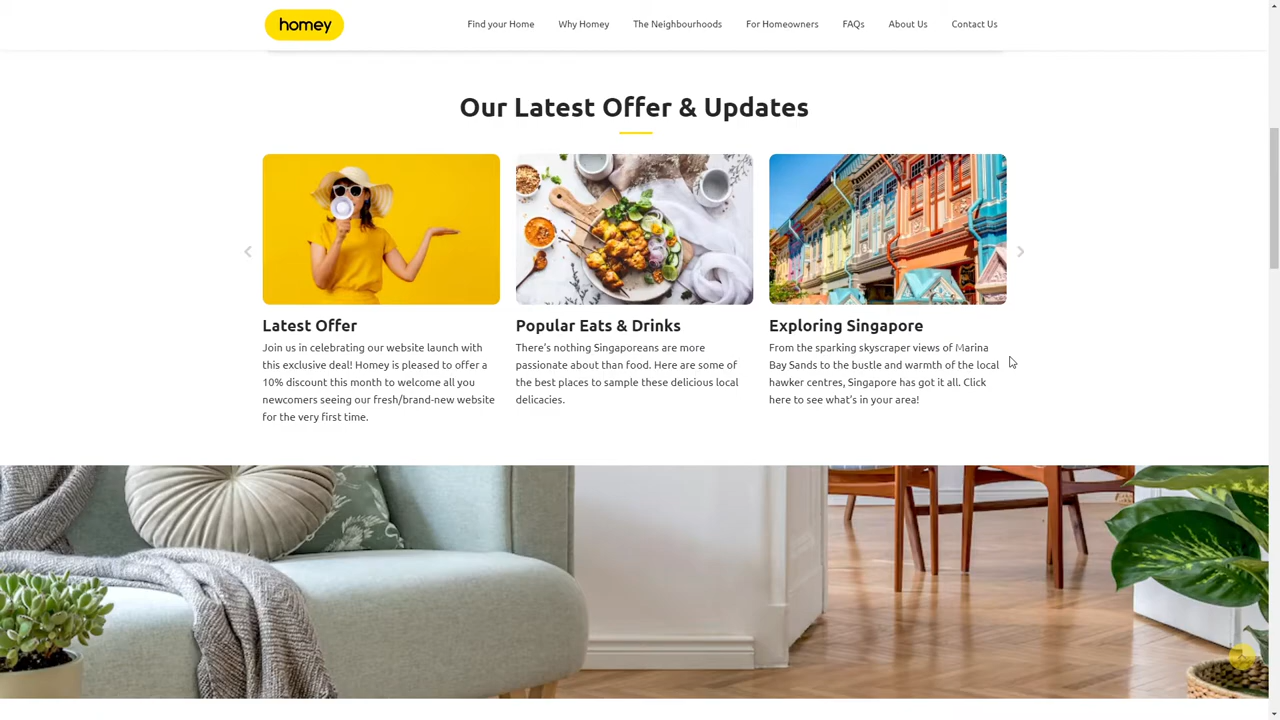 homey
Find your Home
Why Homey
The Neighbourhoods
For Homeowners
FAQs
About Us
Contact Us
Our Latest Offer & Updates
Latest Offer
Join us in celebrating our website launch with
this exclusive deal! Homey is pleased to offer a
10% discount this month to welcome all you
newcomers seeing our fresh/brand-new website
for the very first time.
Popular Eats & Drinks
There's nothing Singaporeans are more
passionate about than food. Here are some of
the best places to sample these delicious local
delicacies.
Exploring Singapore
From the sparking skyscraper views of Marina
Bay Sands to the bustle and warmth of the local
hawker centres, Singapore has got it all. Click
here to see what's in your area!